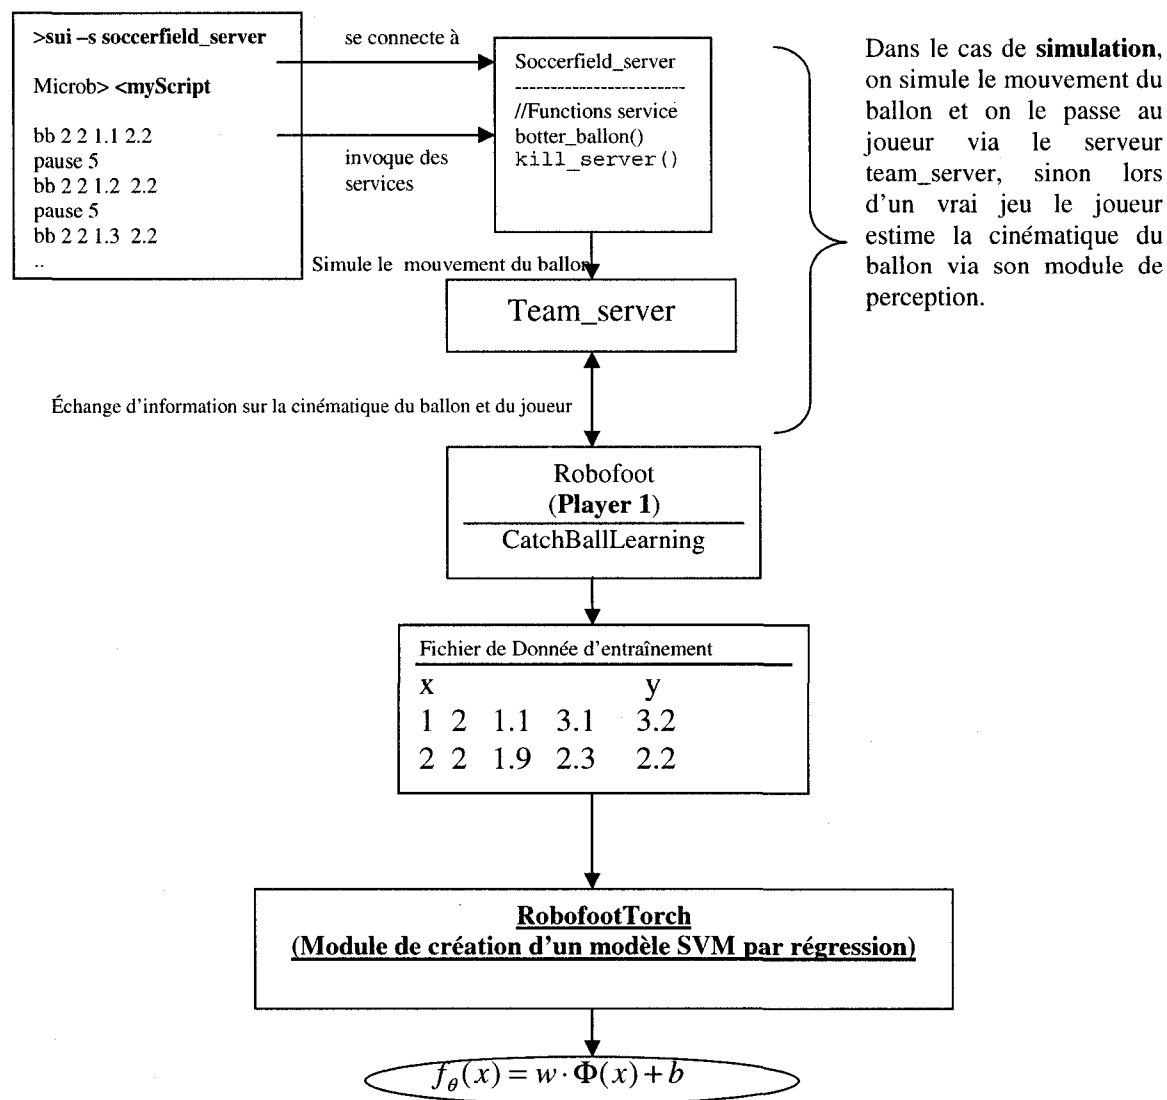 >sui –s soccerfield_server
Microb> <myScript
bb 2 2 1.1 2.2
pause 5
bb 2 2 1.2 2.2
pause 5
bb 2 2 1.3 2.2
..
se connecte à
invoque des
services
Soccerfield_server
--------------------------
//Functions service
botter_ballon()
kill_server()
Dans le cas de simulation,
on simule le mouvement du
ballon et on le passe au
joueur via le serveur
team_server, sinon lors
d'un vrai jeu le joueur
estime la cinématique du
ballon via son module de
perception.
Simule le mouvement du ballon
Team_server
Échange d'information sur la cinématique du ballon et du joueur
Robofoot
(Player 1)
CatchBallLearning
Fichier de Donnée d'entraînement
x y
1 2 1.1 3.1 3.2
2 2 1.9 2.3 2.2
RobofootTorch
(Module de création d'un modèle SVM par régression)
f_θ(x) = w · Φ(x) + b